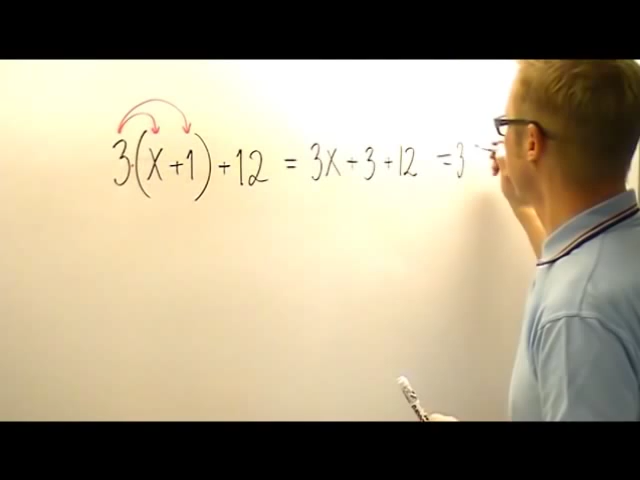 3·(x+1)+12 = 3x+3+12 =3